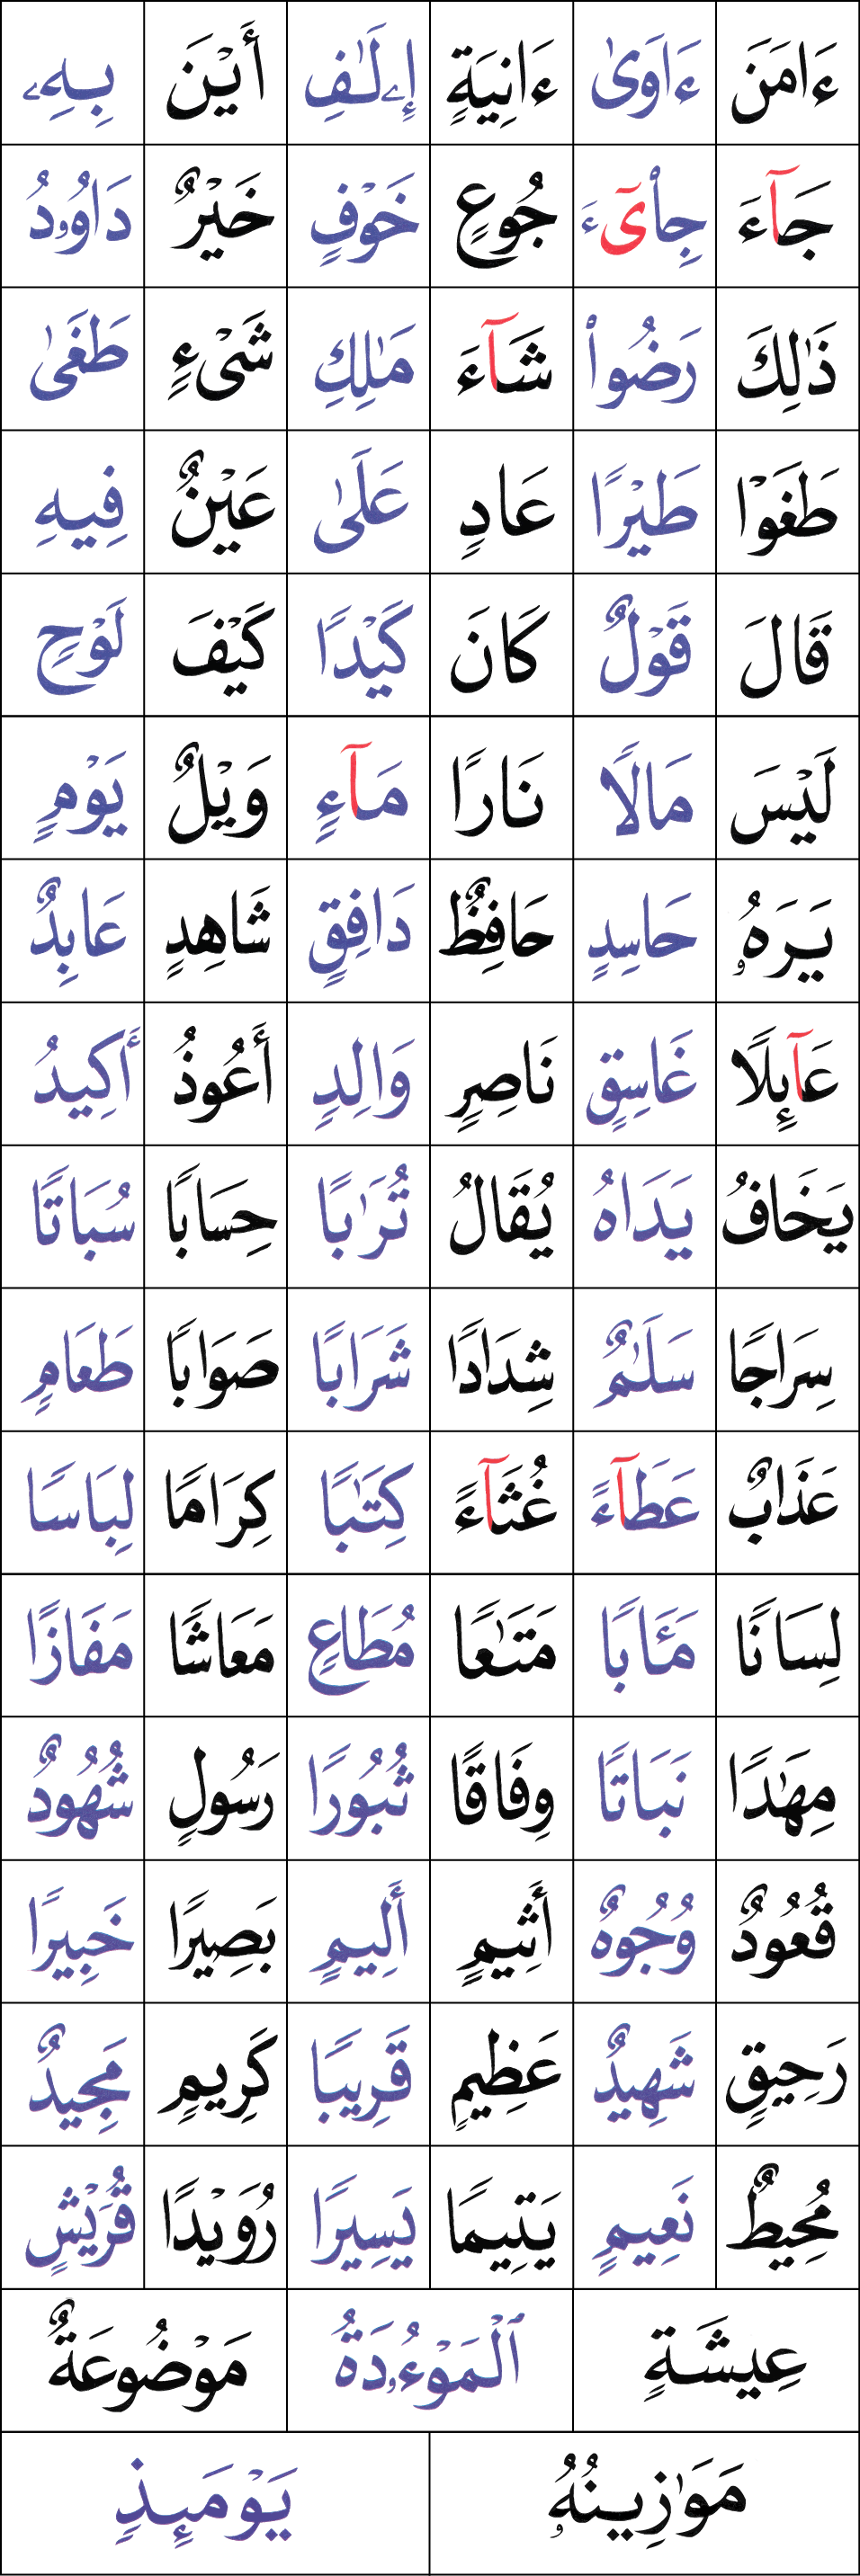 ءَامَنَ ءَاوَىٰ ءَانِيَةٍ إِۦلَٰفِ أَيْنَ بِهِۦ
جَآءَ جِاْىٓءَ جُوعٍ خَوْفٍ خَيْرٌ دَاوُۥدُ
ذَٰلِكَ رَضُواْ شَآءَ مَٰلِكِ شَىْءٍ طَغَىٰ
طَغَوْاْ طَيْرًا عَادٍ عَلَىٰ عَيْنٌ فِيهِ
قَالَ قَوْلٌ كَانَ كَيْدًا كَيْفَ لَوْحٍ
لَيْسَ مَالًا نَارًا مَآءٍ وَيْلٌ يَوْمٍ
يَرَهُۥ حَاسِدٍ حَافِظٌ دَافِقٍ شَاهِدٍ عَابِدٌ
عَآئِلًا غَاسِقٍ نَاصِرٍ وَالِدٍ أَعُوذُ أَكِيدُ
يَخَافُ يَدَاهُ يُقَالُ تُرَٰبًا حِسَابًا سُبَاتًا
سِرَاجًا سَلَٰمٌ شِدَادًا شَرَابًا صَوَابًا طَعَامٍ
عَذَابٌ عَطَآءً غُثَآءً كِتَٰبًا كِرَامًا لِبَاسًا
لِسَانًا مَـَٔابًا مَتَٰعًا مُطَاعٍ مَعَاشًا مَفَازًا
مِهَٰدًا نَبَاتًا وِفَاقًا ثُبُورًا رَسُولٍ شُهُودٌ
قُعُودٌ وُجُوهٌ أَثِيمٍ أَلِيمٍ بَصِيرًا خَبِيرًا
رَحِيقٍ شَهِيدٌ عَظِيمٍ قَرِيبًا كَرِيمٍ مَجِيدٌ
مُحِيطٌ نَعِيمٍ يَتِيمًا يَسِيرًا رُوَيْدًا قُرَيْشٍ
عِيشَةٍ ٱلْمَوْءُۥدَةُ مَوْضُوعَةٌ
مَوَٰزِينُهُۥ يَوْمَئِذٍ